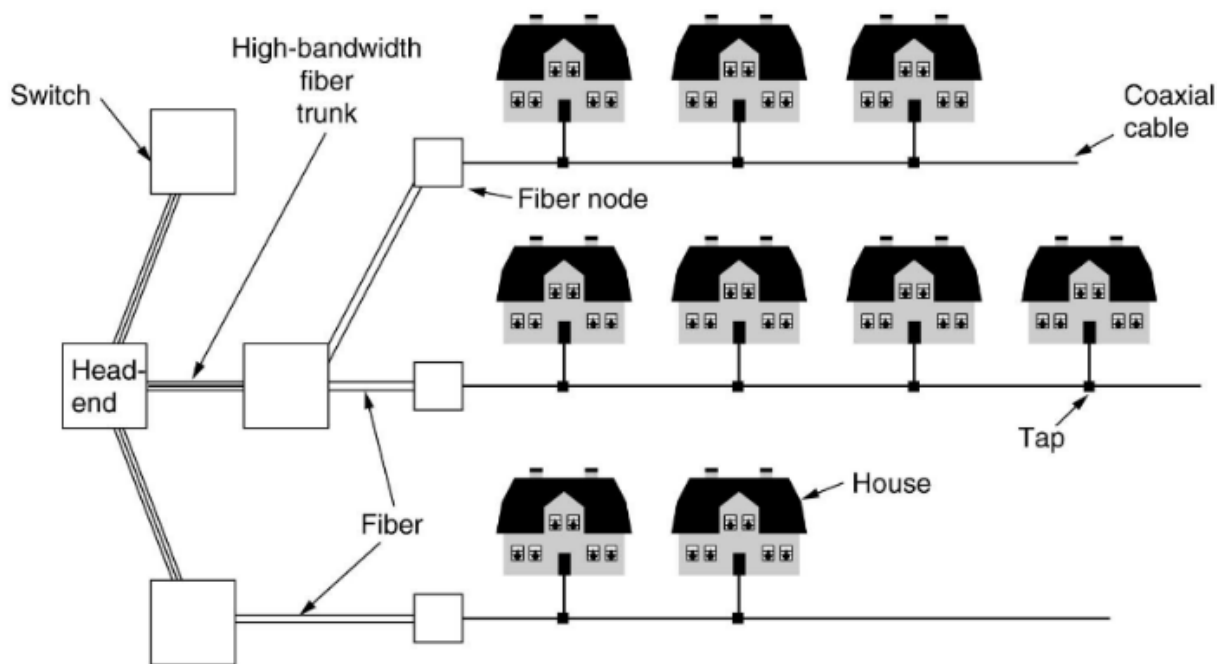 High-bandwidth
fiber
trunk
Switch
Coaxial
cable
Fiber node
Head-
end
Tap
House
Fiber